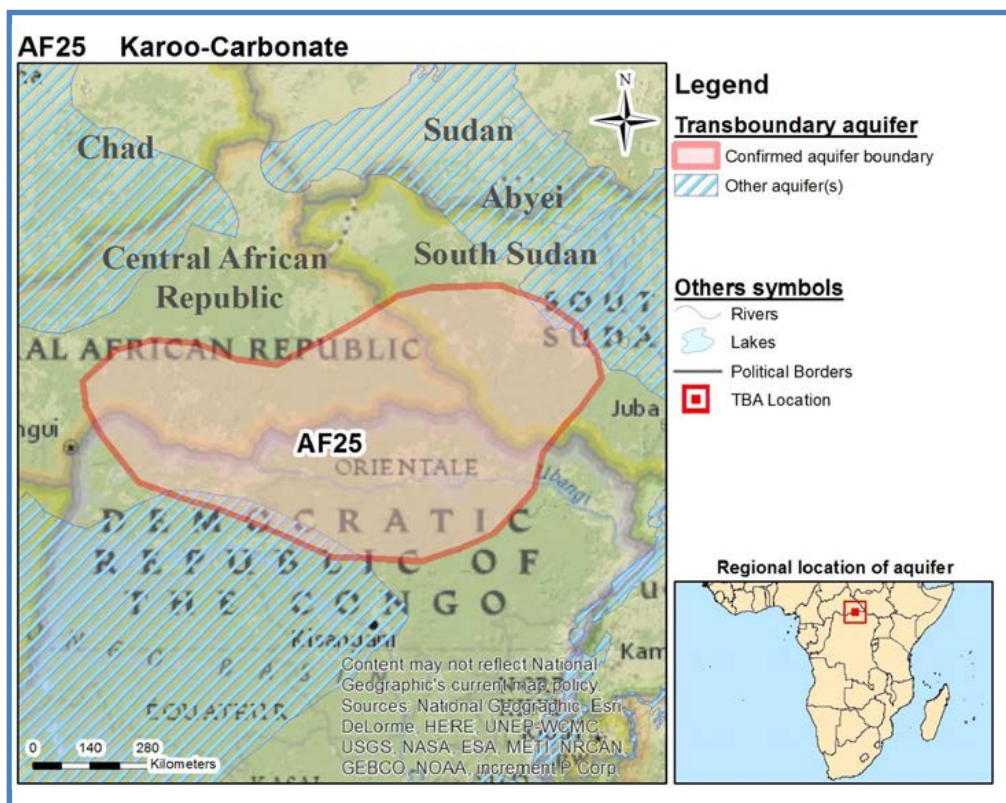 AF25 Karoo-Carbonate
N
Chad
Sudan
Abyei
Central African
Republic
South Sudan
SOUT
SUDA
AL AFRICAN REPUBLIC
Juba
ngui
AF25
ORIENTALE
Ubangi
DEMOCRATIC
REPUBLIC OF
THE CONGO
Kisangani
Kam
Content may not reflect National
Geographic's current map policy.
Sources: National Geographic, Esri,
DeLorme, HERE, UNEP-WCMC,
USGS, NASA, ESA, METI, NRCAN,
GEBCO, NOAA, increment P Corp.
0 140 280
Kilometers
Legend
Transboundary aquifer
Confirmed aquifer boundary
Other aquifer(s)
Others symbols
Rivers
Lakes
Political Borders
TBA Location
Regional location of aquifer